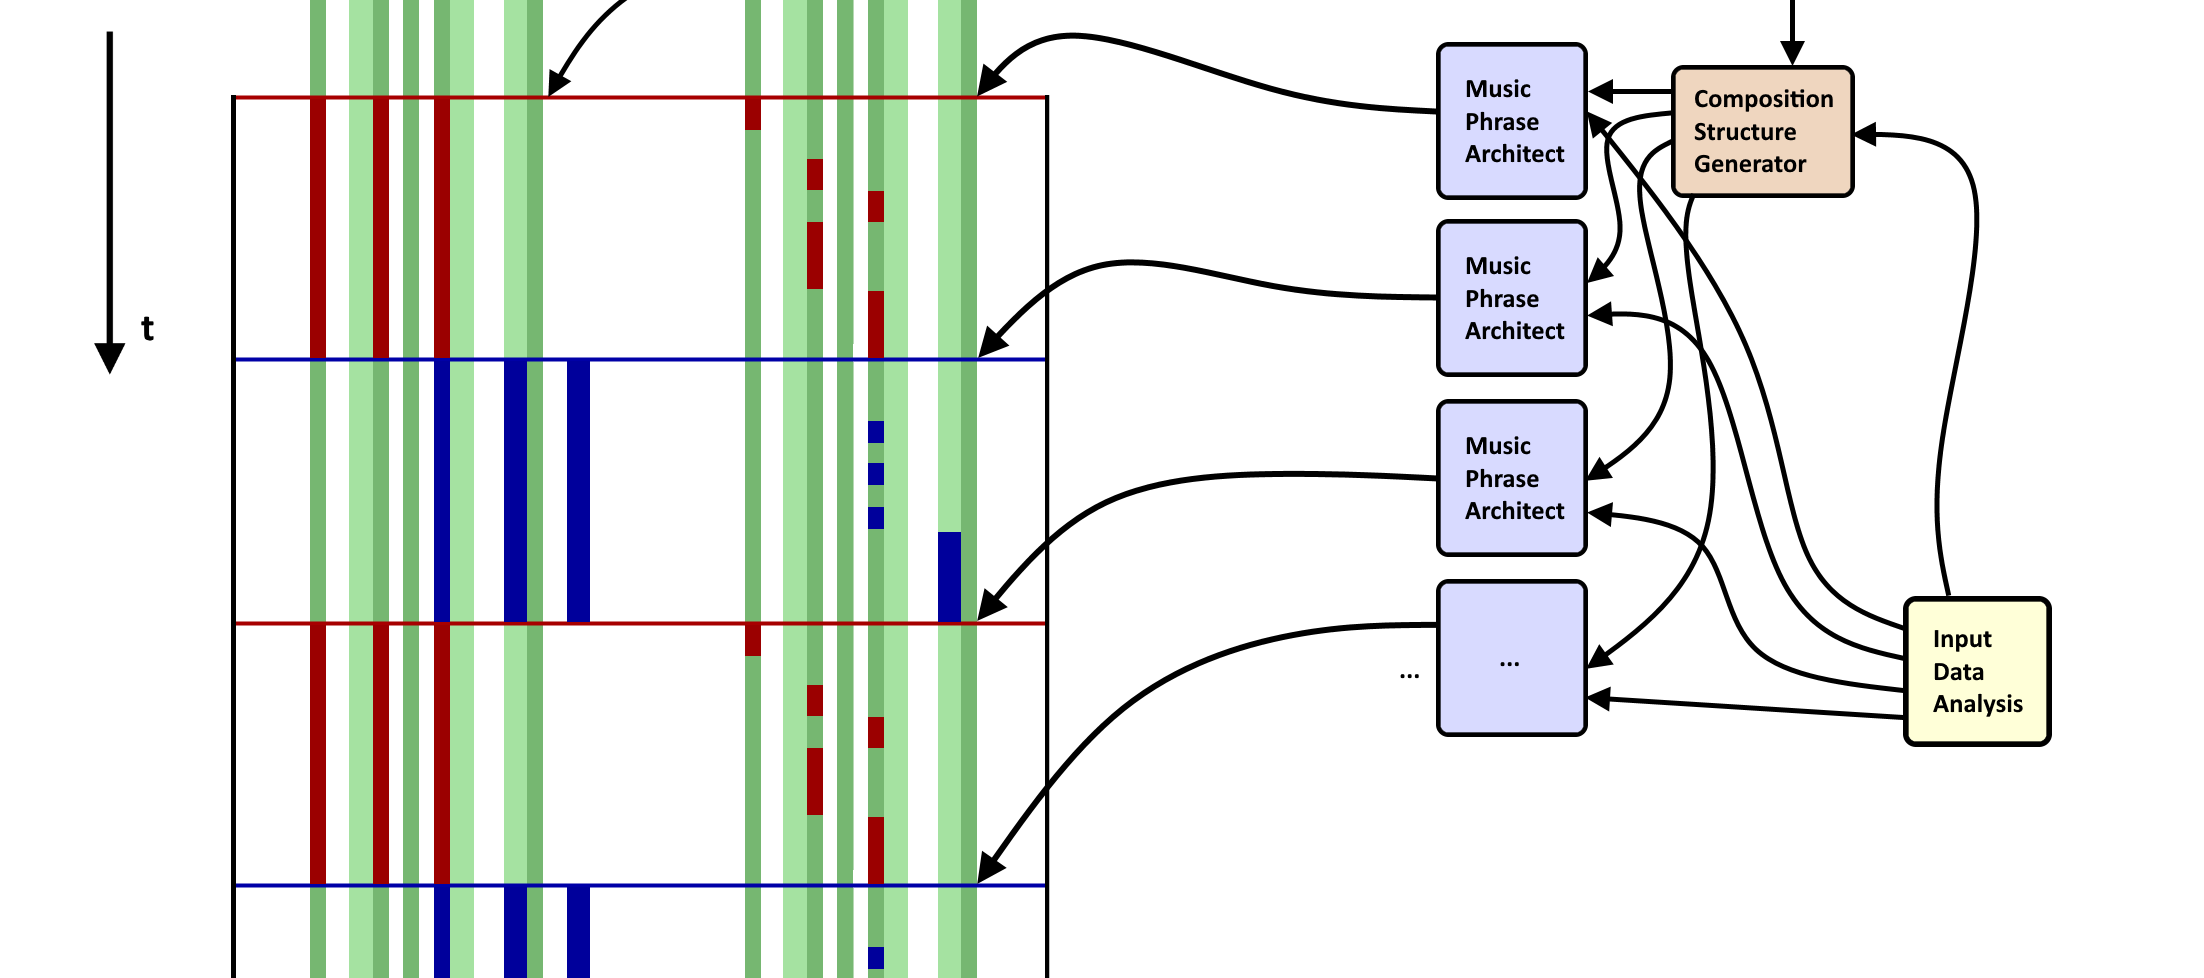 t
Music
Phrase
Architect
Composition
Structure
Generator
Music
Phrase
Architect
Music
Phrase
Architect
...
...
Input
Data
Analysis